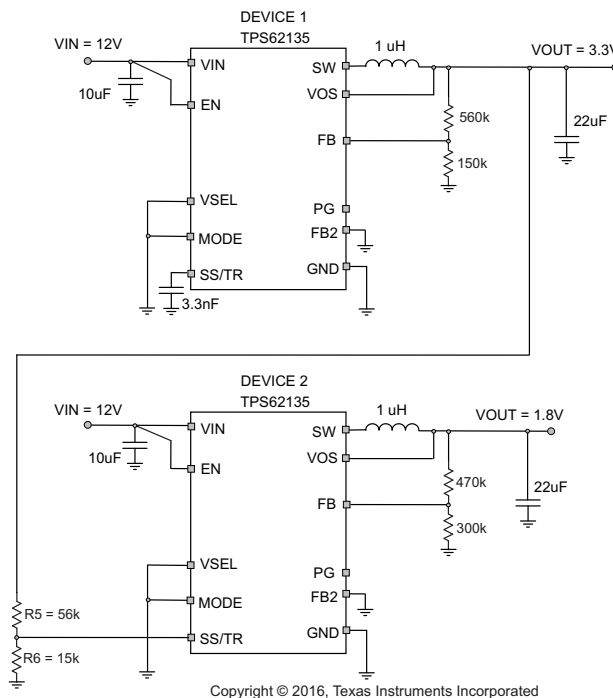 DEVICE 1
TPS62135
VIN = 12V
10uF
VIN
EN
VSEL
MODE
SS/TR
3.3nF
SW
VOS
FB
PG
FB2
GND
1 uH
VOUT = 3.3V
560k
150k
22uF
DEVICE 2
TPS62135
VIN = 12V
10uF
VIN
EN
VSEL
MODE
SS/TR
SW
VOS
FB
PG
FB2
GND
1 uH
VOUT = 1.8V
470k
300k
22uF
R5 = 56k
R6 = 15k
Copyright © 2016, Texas Instruments Incorporated